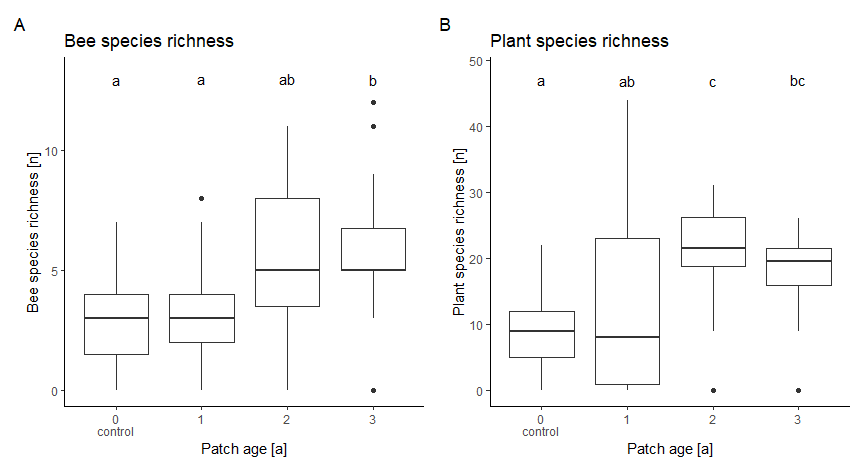 A
Bee species richness
a
a
ab
b
10
5
0
Bee species richness [n]
0
control
1
2
3
Patch age [a]
B
Plant species richness
a
ab
c
bc
50
40
30
20
10
0
Plant species richness [n]
0
control
1
2
3
Patch age [a]